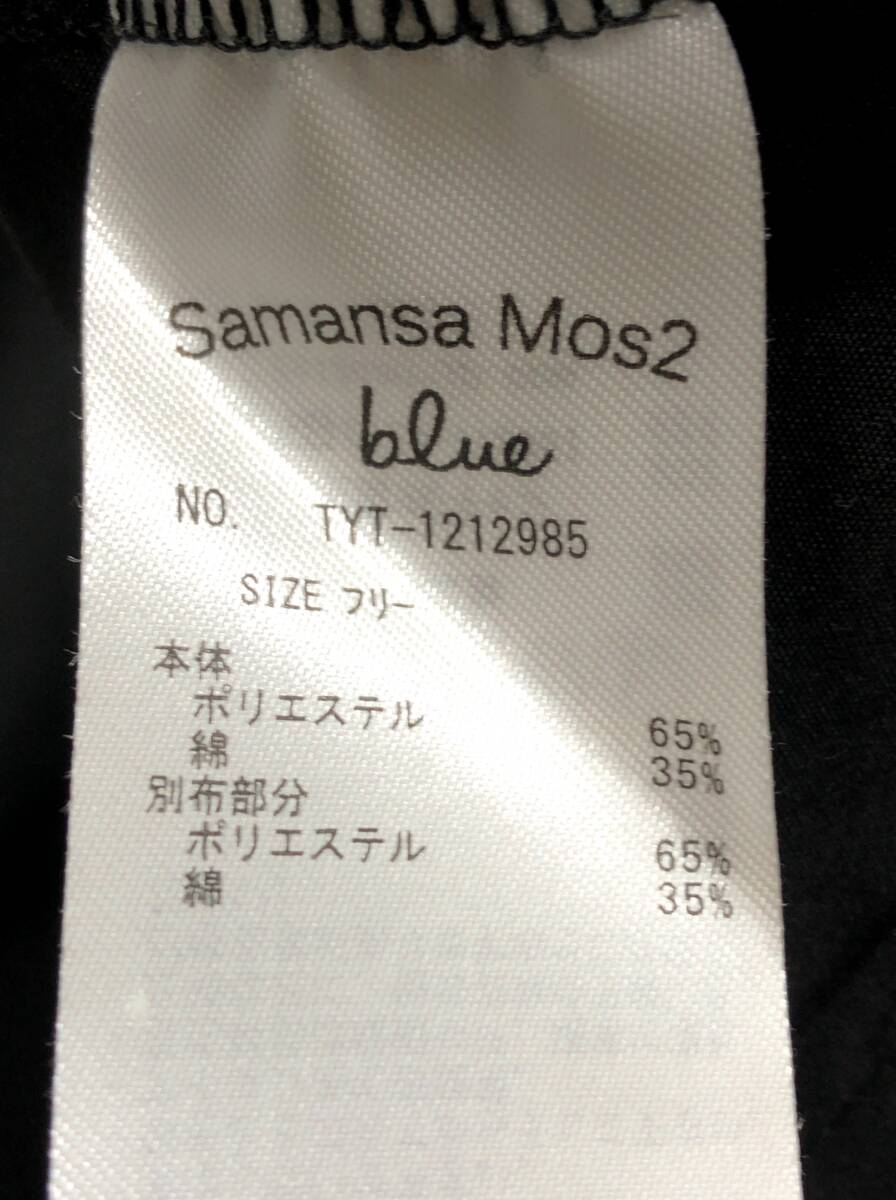 Samansa Mos2
blue
NO. TYT-1212985
SIZE フリー
本体
ポリエステル 65%
綿 35%
別布部分
ポリエステル 65%
綿 35%